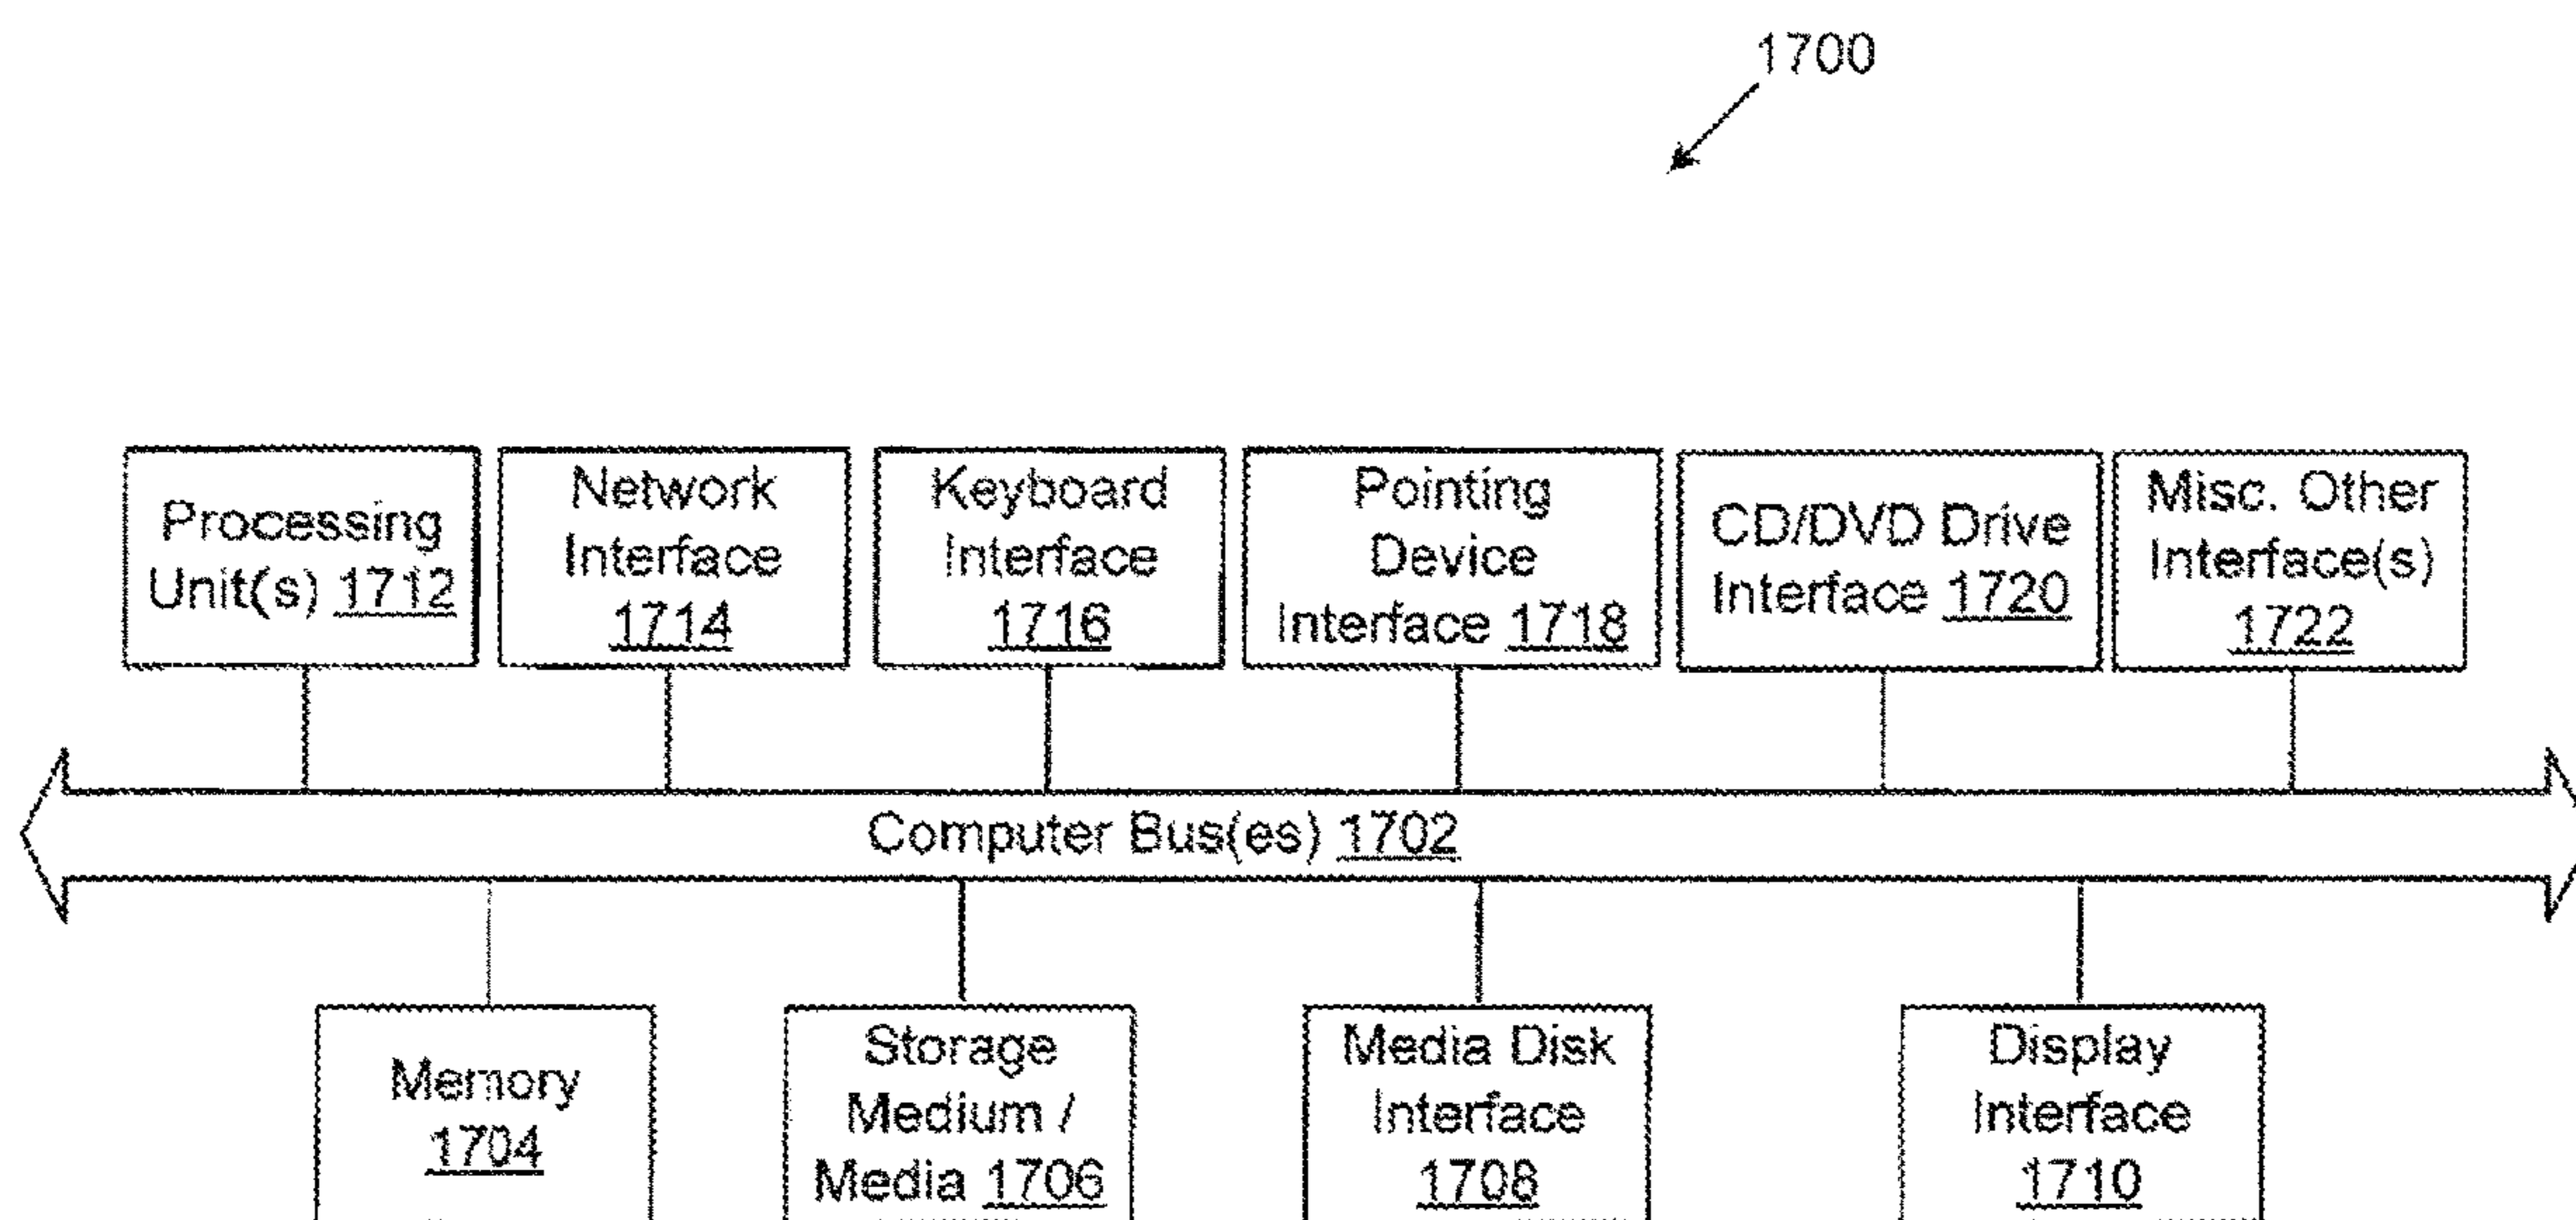 1700
Processing
Unit(s) 1712
Network
Interface
1714
Keyboard
Interface
1716
Pointing
Device
Interface 1718
CD/DVD Drive
Interface 1720
Misc. Other
Interface(s)
1722
Computer Bus(es) 1702
Memory
1704
Storage
Medium /
Media 1706
Media Disk
Interface
1708
Display
Interface
1710